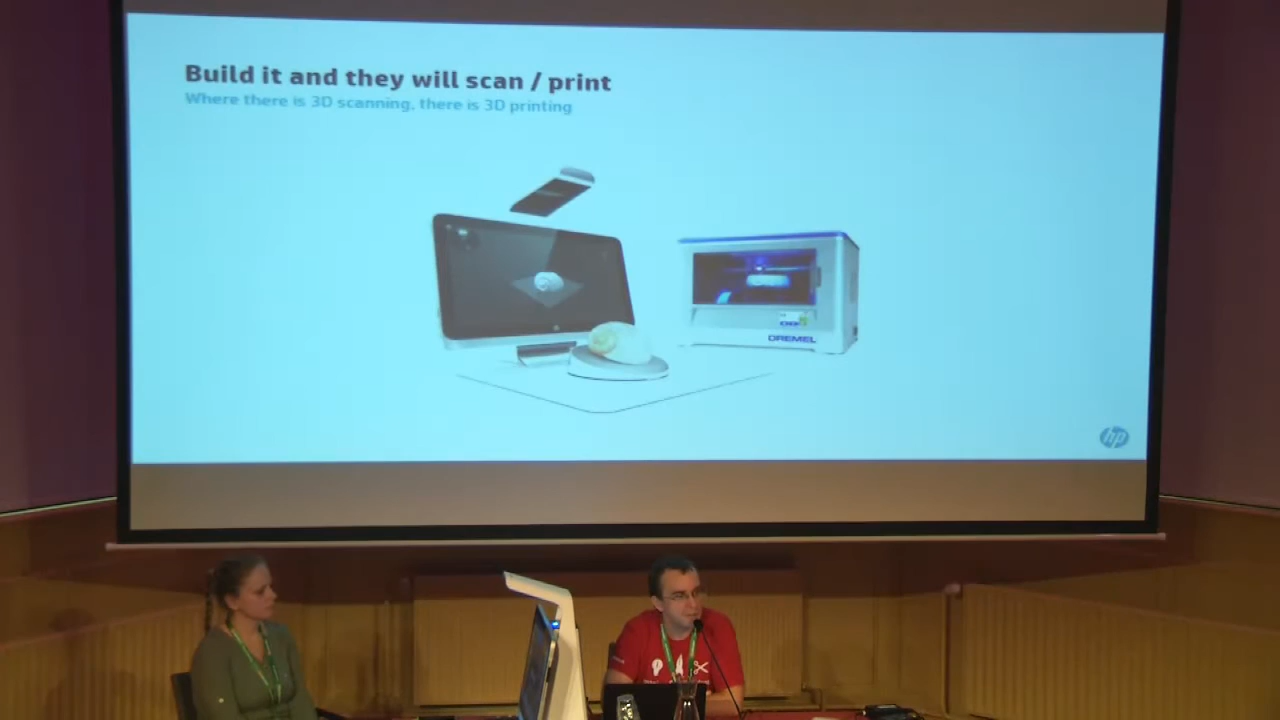 Build it and they will scan / print
Where there is 3D scanning, there is 3D printing
DREMEL
hp